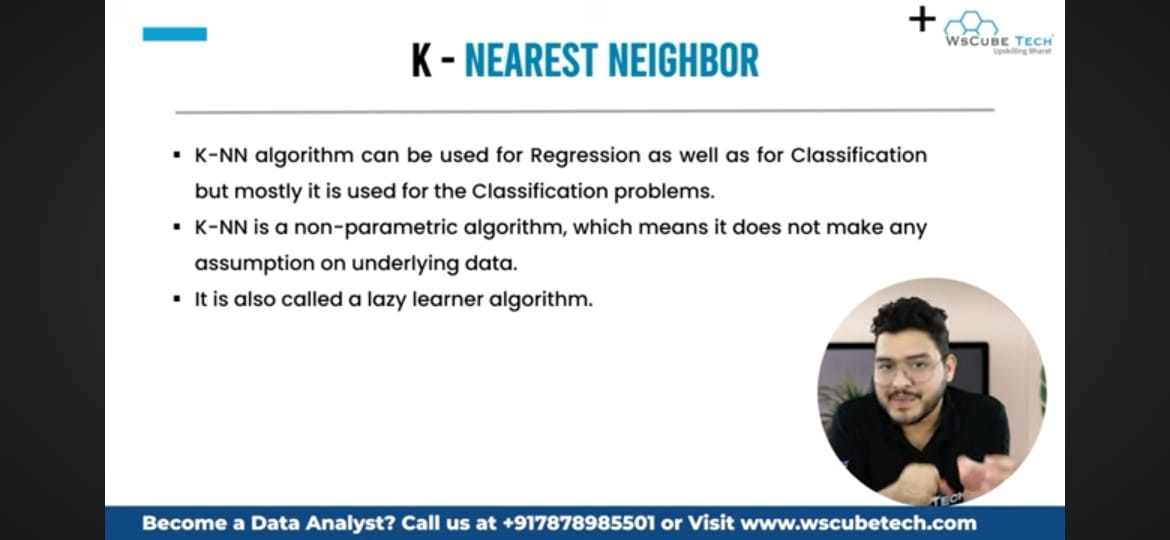 +
WsCube Tech
Upskilling Bharat
K - NEAREST NEIGHBOR
▪ K-NN algorithm can be used for Regression as well as for Classification
but mostly it is used for the Classification problems.
▪ K-NN is a non-parametric algorithm, which means it does not make any
assumption on underlying data.
▪ It is also called a lazy learner algorithm.
TECH
Become a Data Analyst? Call us at +917878985501 or Visit www.wscubetech.com